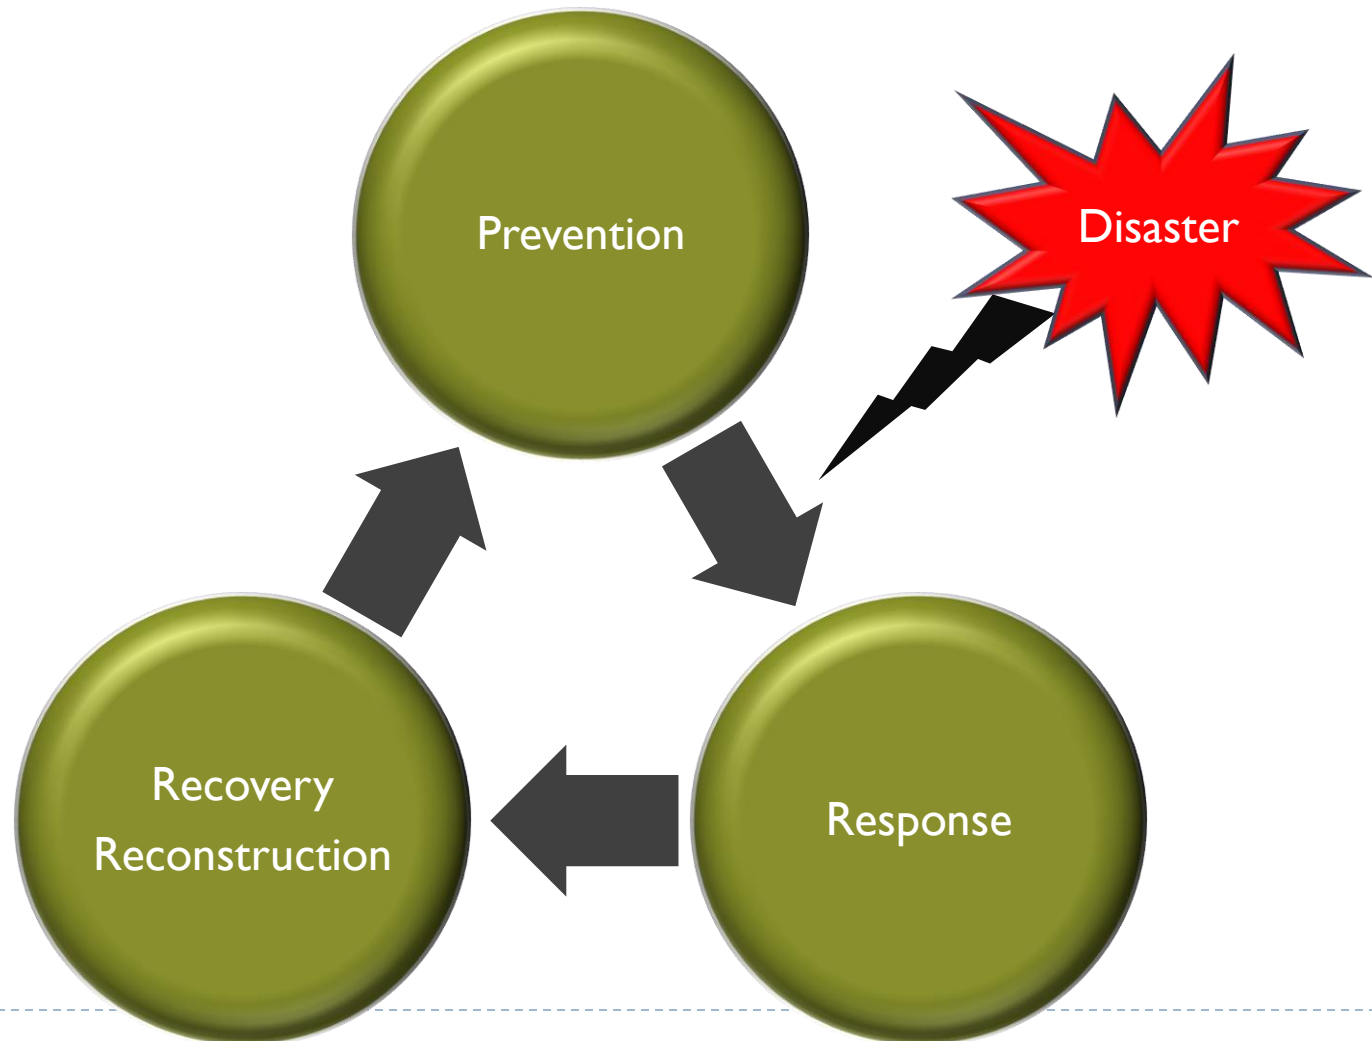 Prevention
Disaster
Recovery
Reconstruction
Response